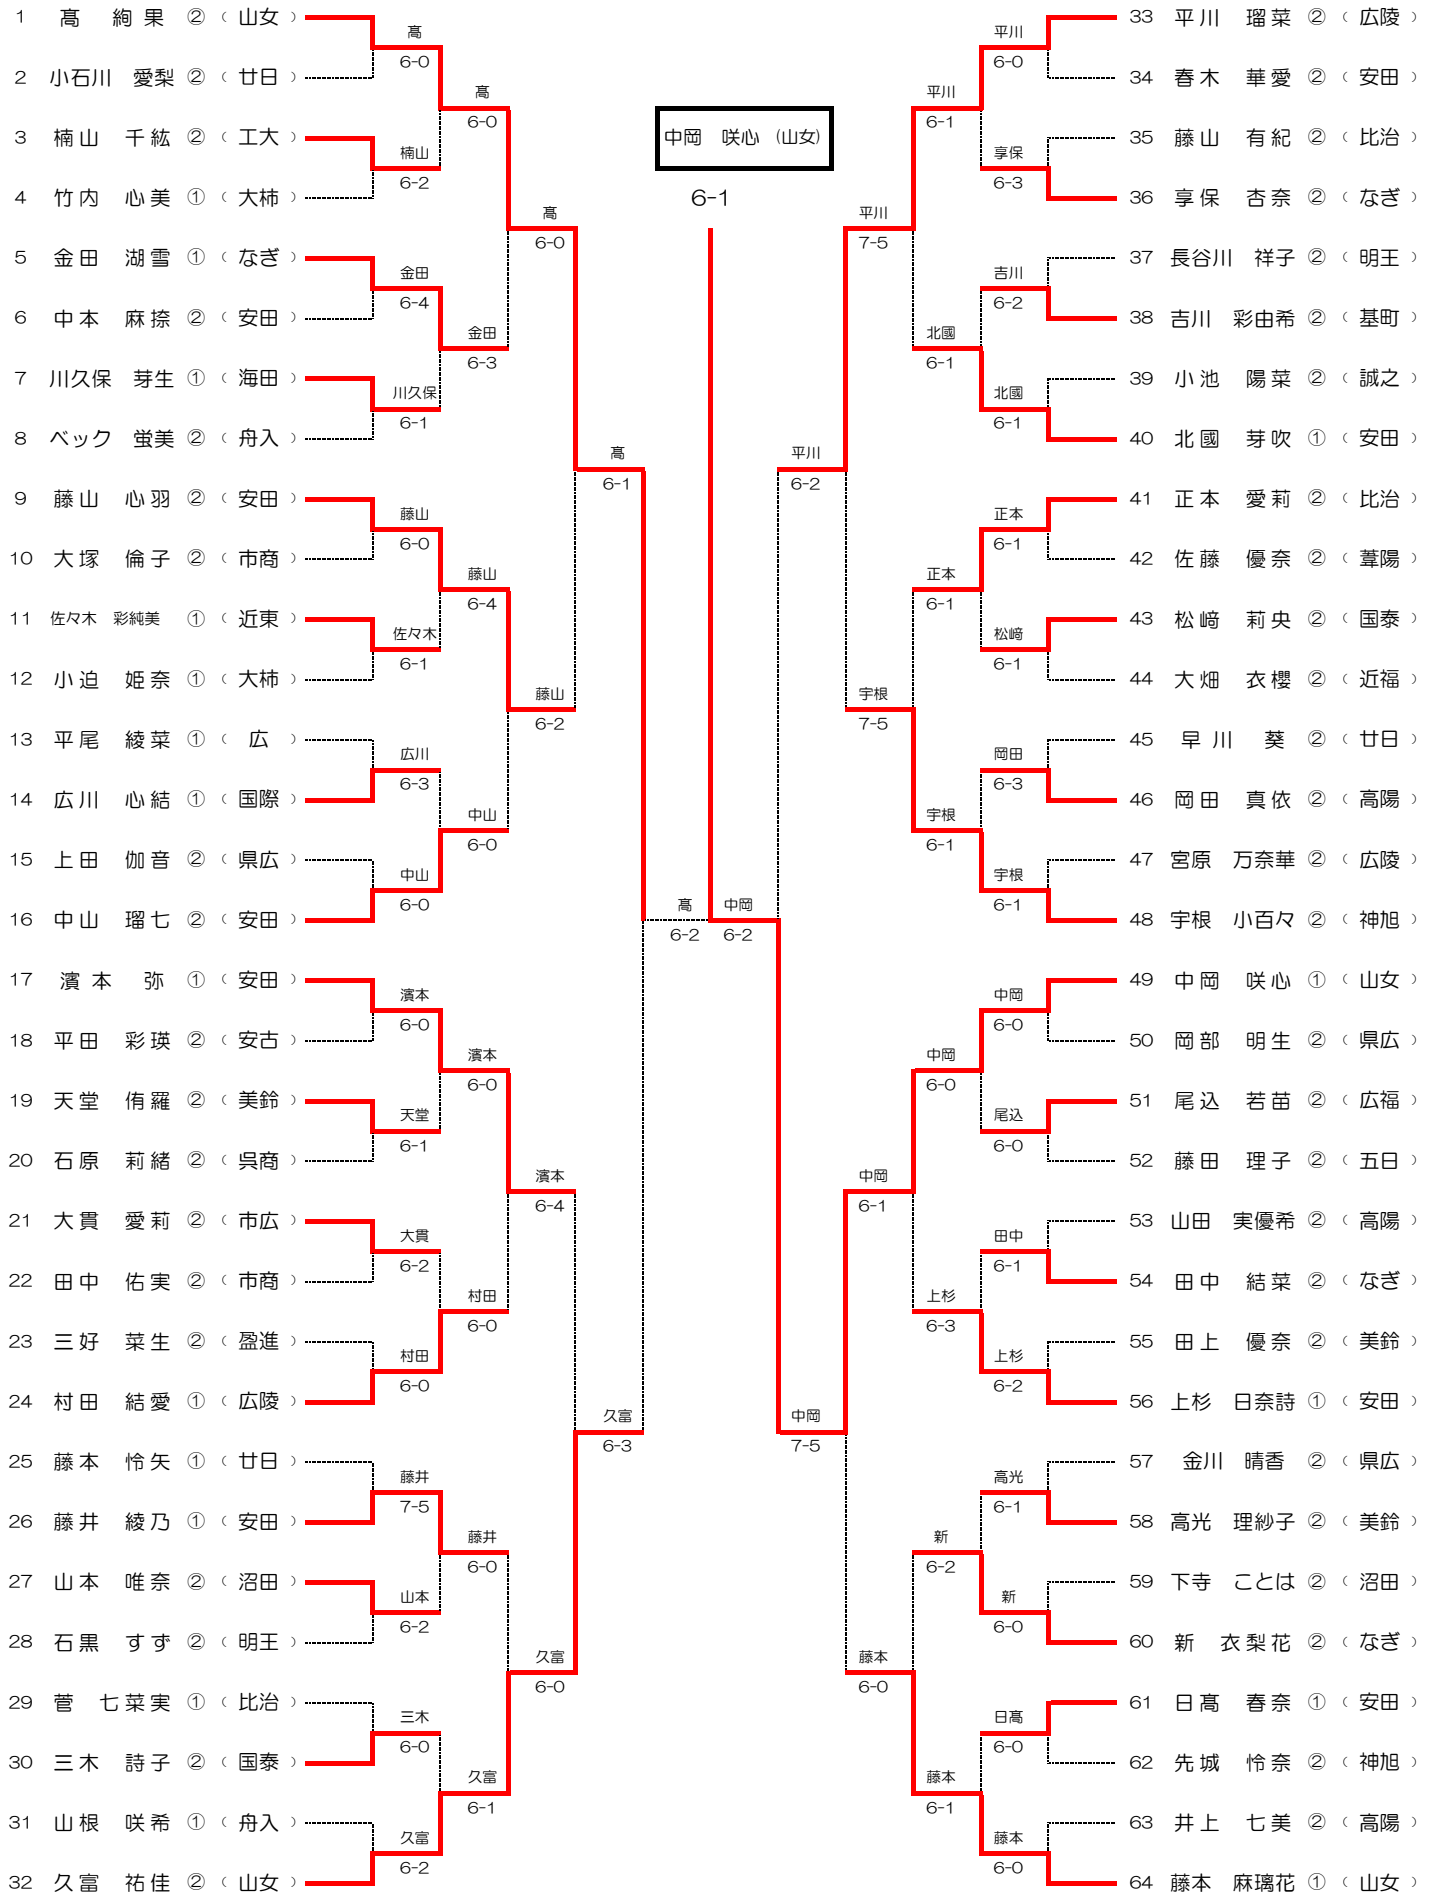 中岡 咲心 (山女)
6-1
1 髙 絢果 ② (山女)
2 小石川 愛梨 ② (廿日)
3 楠山 千紘 ② (工大)
4 竹内 心美 ① (大柿)
5 金田 湖雪 ① (なぎ)
6 中本 麻捺 ② (安田)
7 川久保 芽生 ① (海田)
8 ベック 蛍美 ② (舟入)
9 藤山 心羽 ② (安田)
10 大塚 倫子 ② (市商)
11 佐々木 彩純美 ① (近東)
12 小迫 姫奈 ① (大柿)
13 平尾 綾菜 ① (広)
14 広川 心結 ① (国際)
15 上田 伽音 ② (県広)
16 中山 瑠七 ② (安田)
17 濱本 弥 ① (安田)
18 平田 彩瑛 ② (安古)
19 天堂 侑羅 ② (美鈴)
20 石原 莉緒 ② (呉商)
21 大貫 愛莉 ② (市広)
22 田中 佑実 ② (市商)
23 三好 菜生 ② (盈進)
24 村田 結愛 ① (広陵)
25 藤本 怜矢 ① (廿日)
26 藤井 綾乃 ① (安田)
27 山本 唯奈 ② (沼田)
28 石黒 すず ② (明王)
29 菅 七菜実 ① (比治)
30 三木 詩子 ② (国泰)
31 山根 咲希 ① (舟入)
32 久富 祐佳 ② (山女)
髙
6-0
楠山
6-2
金田
6-4
川久保
6-1
藤山
6-0
佐々木
6-1
広川
6-3
中山
6-0
濱本
6-0
天堂
6-1
大貫
6-2
村田
6-0
藤井
7-5
山本
6-2
三木
6-0
久富
6-2
髙
6-0
金田
6-3
藤山
6-4
中山
6-0
濱本
6-0
村田
6-0
藤井
6-0
久富
6-1
髙
6-0
藤山
6-2
濱本
6-4
久富
6-0
髙
6-1
久富
6-3
髙
6-2
中岡
6-2
平川
6-2
中岡
7-5
平川
7-5
宇根
7-5
中岡
6-1
藤本
6-0
平川
6-1
北國
6-1
正本
6-1
宇根
6-1
中岡
6-0
上杉
6-3
新
6-2
藤本
6-1
平川
6-0
享保
6-3
吉川
6-2
北國
6-1
正本
6-1
松﨑
6-1
岡田
6-3
宇根
6-1
中岡
6-0
尾込
6-0
田中
6-1
上杉
6-2
高光
6-1
新
6-0
日髙
6-0
藤本
6-0
33 平川 瑠菜 ② (広陵)
34 春木 華愛 ② (安田)
35 藤山 有紀 ② (比治)
36 享保 杏奈 ② (なぎ)
37 長谷川 祥子 ② (明王)
38 吉川 彩由希 ② (基町)
39 小池 陽菜 ② (誠之)
40 北國 芽吹 ① (安田)
41 正本 愛莉 ② (比治)
42 佐藤 優奈 ② (葦陽)
43 松﨑 莉央 ② (国泰)
44 大畑 衣櫻 ② (近福)
45 早川 葵 ② (廿日)
46 岡田 真依 ② (高陽)
47 宮原 万奈華 ② (広陵)
48 宇根 小百々 ② (神旭)
49 中岡 咲心 ① (山女)
50 岡部 明生 ② (県広)
51 尾込 若苗 ② (広福)
52 藤田 理子 ② (五日)
53 山田 実優希 ② (高陽)
54 田中 結菜 ② (なぎ)
55 田上 優奈 ② (美鈴)
56 上杉 日奈詩 ① (安田)
57 金川 晴香 ② (県広)
58 高光 理紗子 ② (美鈴)
59 下寺 ことは ② (沼田)
60 新 衣梨花 ② (なぎ)
61 日髙 春奈 ① (安田)
62 先城 怜奈 ② (神旭)
63 井上 七美 ② (高陽)
64 藤本 麻璃花 ① (山女)